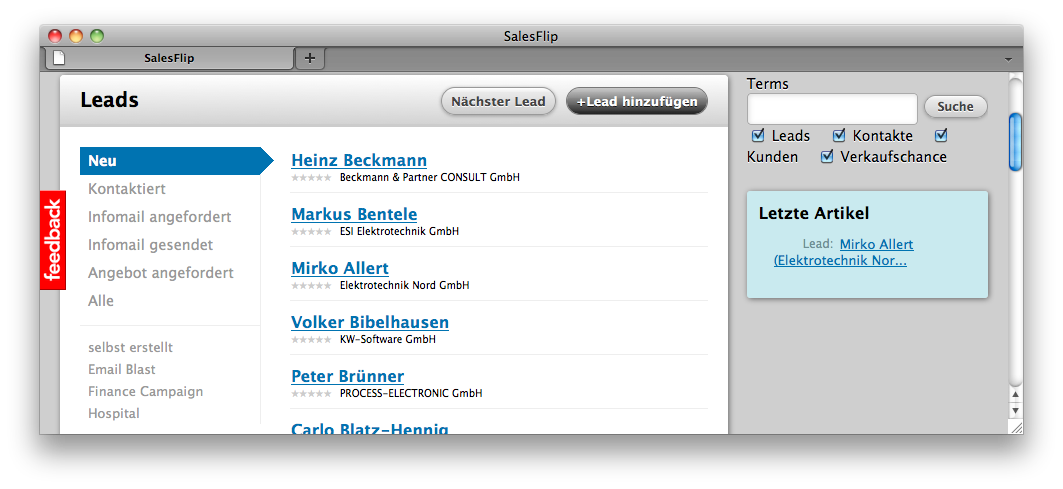 SalesFlip
SalesFlip
Leads
Nächster Lead
+Lead hinzufügen
Neu
Kontaktiert
Infomail angefordert
Infomail gesendet
Angebot angefordert
Alle
selbst erstellt
Email Blast
Finance Campaign
Hospital
feedback
Heinz Beckmann
Beckmann & Partner CONSULT GmbH
Markus Bentele
ESI Elektrotechnik GmbH
Mirko Allert
Elektrotechnik Nord GmbH
Volker Bibelhausen
KW-Software GmbH
Peter Brünner
PROCESS-ELECTRONIC GmbH
Carlo Blatz-Hennig
Terms
Suche
Leads Kontakte
Kunden Verkaufschance
Letzte Artikel
Lead: Mirko Allert
(Elektrotechnik Nor...